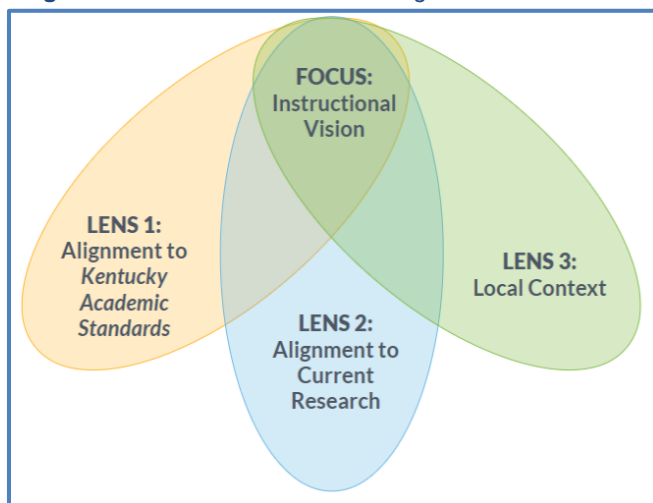 FOCUS:
Instructional
Vision
LENS 1:
Alignment to
Kentucky
Academic
Standards
LENS 2:
Alignment to
Current
Research
LENS 3:
Local Context